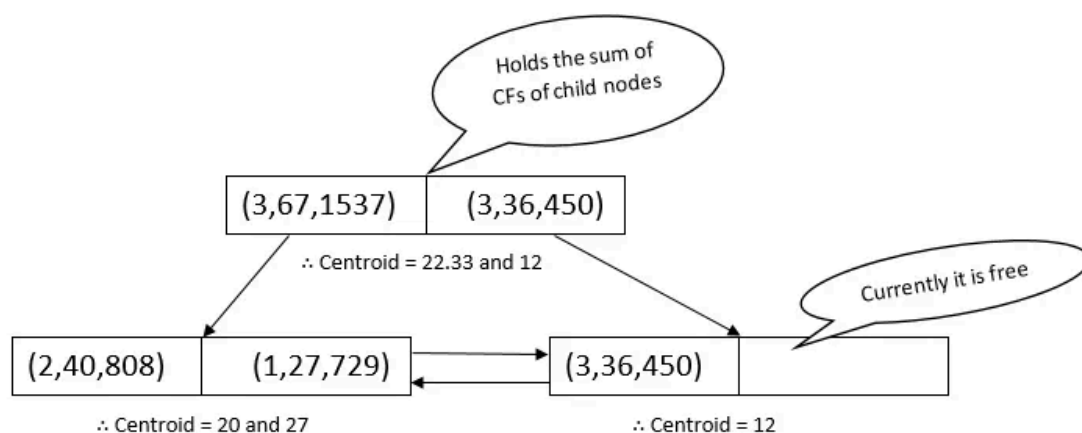 Holds the sum of
CFs of child nodes
(3,67,1537) (3,36,450)
∴ Centroid = 22.33 and 12
Currently it is free
(2,40,808) (1,27,729) (3,36,450)
∴ Centroid = 20 and 27 ∴ Centroid = 12